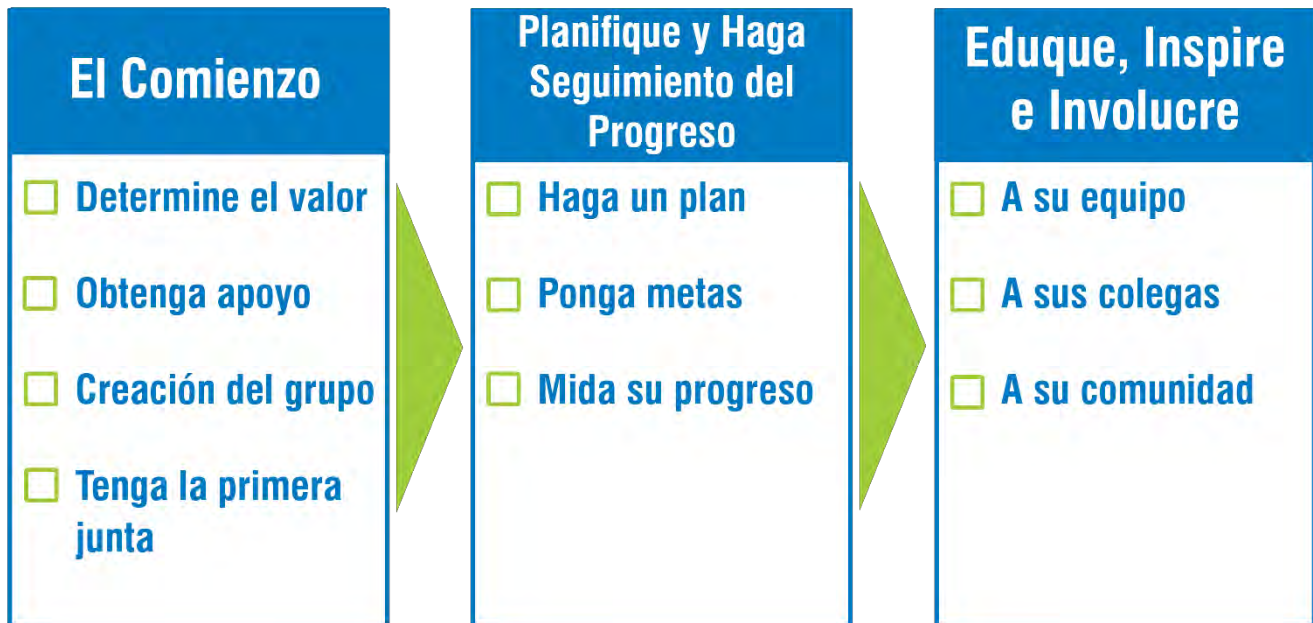 El Comienzo
Determine el valor
Obtenga apoyo
Creación del grupo
Tenga la primera
junta
Planifique y Haga
Seguimiento del
Progreso
Haga un plan
Ponga metas
Mida su progreso
Eduque, Inspire
e Involucre
A su equipo
A sus colegas
A su comunidad